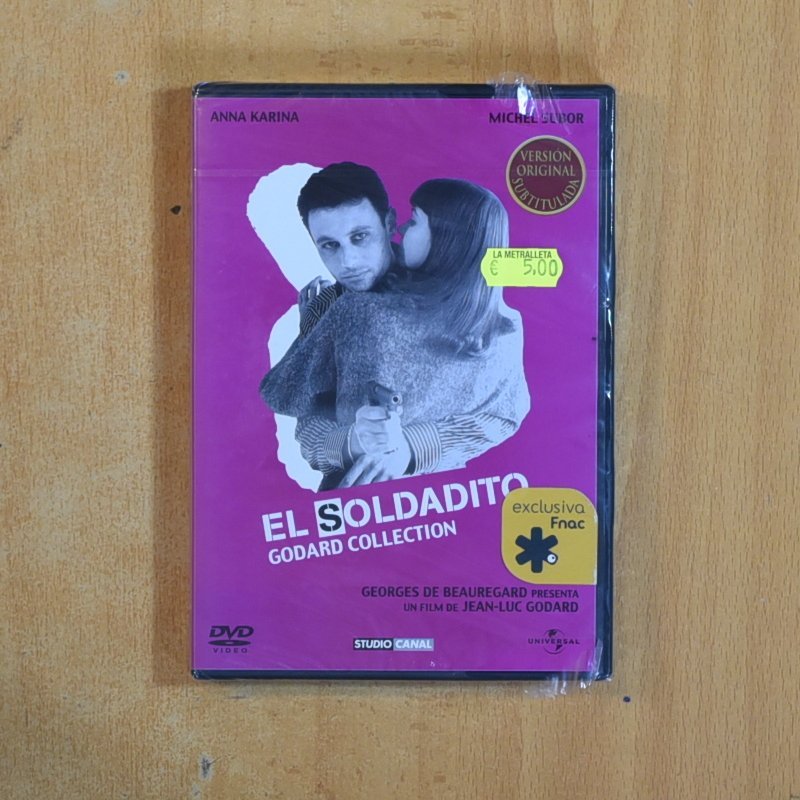 ANNA KARINA
MICHEL SUBOR
VERSIÓN
ORIGINAL
SUBTITULADA
LA METRALLETA
€ 5,00
EL SOLDADITO
GODARD COLLECTION
exclusiva
Fnac
GEORGES DE BEAUREGARD PRESENTA
UN FILM DE JEAN-LUC GODARD
DVD
VIDEO
STUDIO CANAL
UNIVERSAL